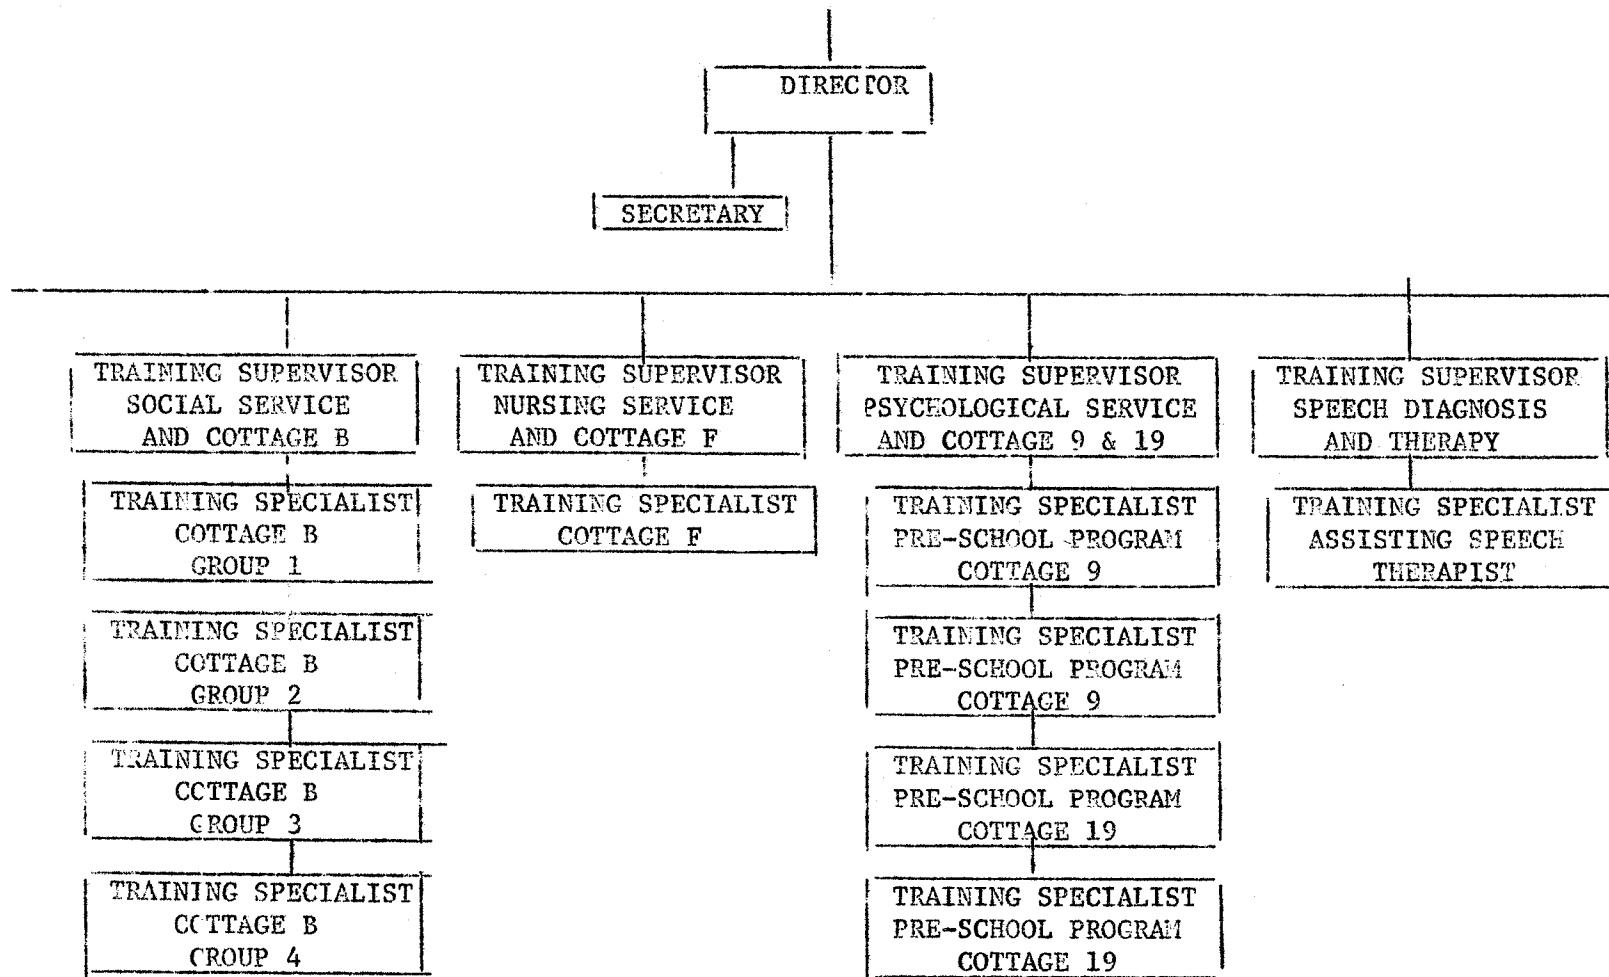 DIRECTOR
SECRETARY
TRAINING SUPERVISOR
SOCIAL SERVICE
AND COTTAGE B
TRAINING SPECIALIST
COTTAGE B
GROUP 1
TRAINING SPECIALIST
COTTAGE B
GROUP 2
TRAINING SPECIALIST
COTTAGE B
GROUP 3
TRAINING SPECIALIST
COTTAGE B
GROUP 4
TRAINING SUPERVISOR
NURSING SERVICE
AND COTTAGE F
TRAINING SPECIALIST
COTTAGE F
TRAINING SUPERVISOR
PSYCHOLOGICAL SERVICE
AND COTTAGE 9 & 19
TRAINING SPECIALIST
PRE-SCHOOL PROGRAM
COTTAGE 9
TRAINING SPECIALIST
PRE-SCHOOL PROGRAM
COTTAGE 9
TRAINING SPECIALIST
PRE-SCHOOL PROGRAM
COTTAGE 19
TRAINING SPECIALIST
PRE-SCHOOL PROGRAM
COTTAGE 19
TRAINING SUPERVISOR
SPEECH DIAGNOSIS
AND THERAPY
TRAINING SPECIALIST
ASSISTING SPEECH
THERAPIST